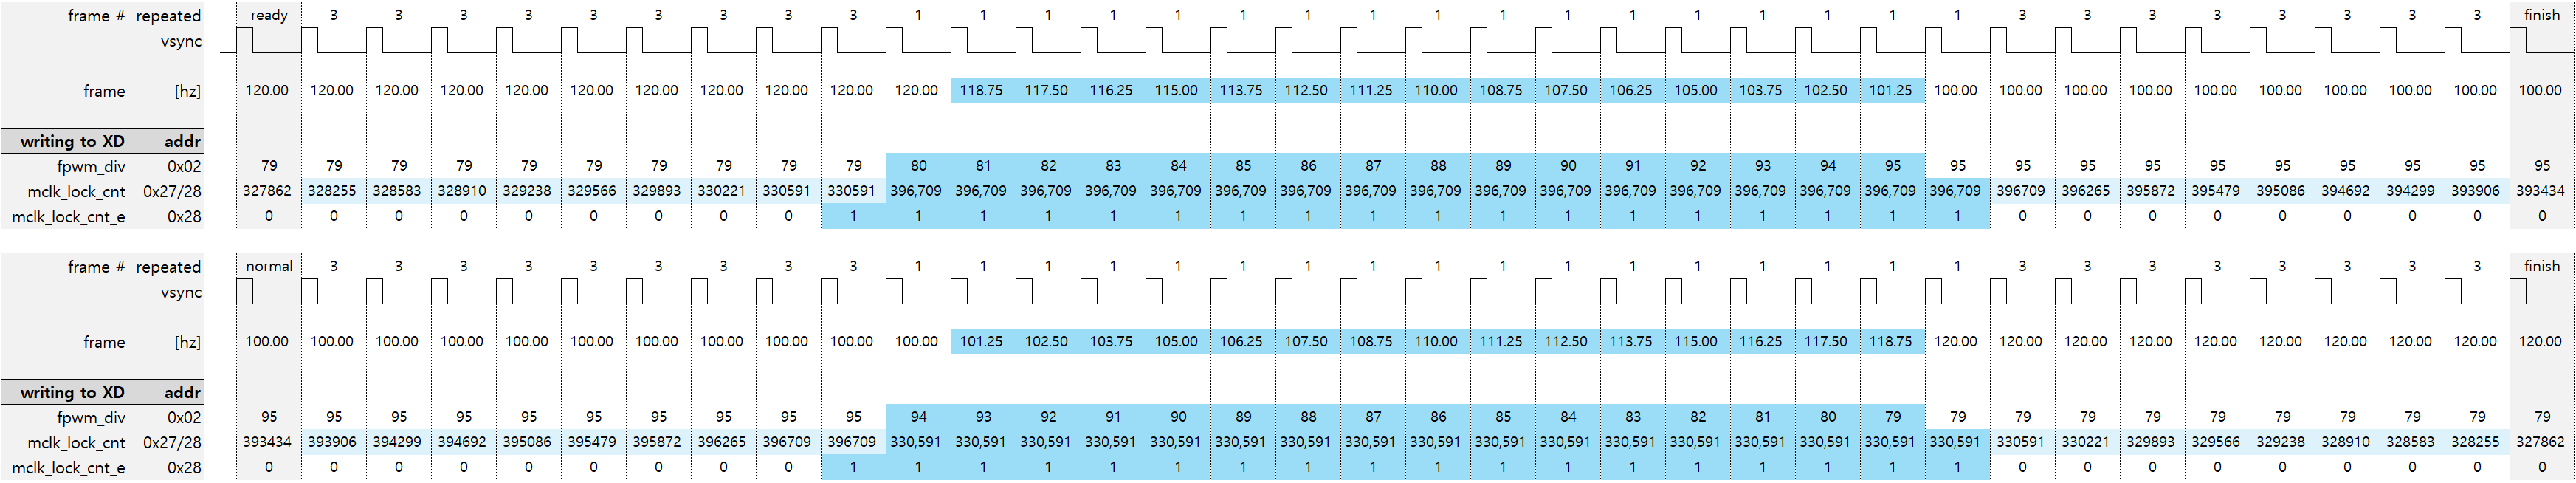 frame # repeated ready 3 3 3 3 3 3 3 3 3 1 1 1 1 1 1 1 1 1 1 1 1 1 1 1 1 1 3 3 3 3 3 3 3 3 finish
vsync
frame [hz] 120.00 120.00 120.00 120.00 120.00 120.00 120.00 120.00 120.00 120.00 120.00 118.75 117.50 116.25 115.00 113.75 112.50 111.25 110.00 108.75 107.50 106.25 105.00 103.75 102.50 101.25 100.00 100.00 100.00 100.00 100.00 100.00 100.00 100.00 100.00 100.00
writing to XD addr
fpwm_div 0x02 79 79 79 79 79 79 79 79 79 79 80 81 82 83 84 85 86 87 88 89 90 91 92 93 94 95 95 95 95 95 95 95 95 95 95 95
mclk_lock_cnt 0x27/28 327862 328255 328583 328910 329238 329566 329893 330221 330591 330591 396,709 396,709 396,709 396,709 396,709 396,709 396,709 396,709 396,709 396,709 396,709 396,709 396,709 396,709 396,709 396,709 396,709 396709 396265 395872 395479 395086 394692 394299 393906 393434
mclk_lock_cnt_e 0x28 0 0 0 0 0 0 0 0 0 1 1 1 1 1 1 1 1 1 1 1 1 1 1 1 1 1 1 0 0 0 0 0 0 0 0 0
frame # repeated normal 3 3 3 3 3 3 3 3 3 1 1 1 1 1 1 1 1 1 1 1 1 1 1 1 1 1 3 3 3 3 3 3 3 3 finish
vsync
frame [hz] 100.00 100.00 100.00 100.00 100.00 100.00 100.00 100.00 100.00 100.00 100.00 101.25 102.50 103.75 105.00 106.25 107.50 108.75 110.00 111.25 112.50 113.75 115.00 116.25 117.50 118.75 120.00 120.00 120.00 120.00 120.00 120.00 120.00 120.00 120.00 120.00
writing to XD addr
fpwm_div 0x02 95 95 95 95 95 95 95 95 95 95 94 93 92 91 90 89 88 87 86 85 84 83 82 81 80 79 79 79 79 79 79 79 79 79 79 79
mclk_lock_cnt 0x27/28 393434 393906 394299 394692 395086 395479 395872 396265 396709 396709 330,591 330,591 330,591 330,591 330,591 330,591 330,591 330,591 330,591 330,591 330,591 330,591 330,591 330,591 330,591 330,591 330,591 330591 330221 329893 329566 329238 328910 328583 328255 327862
mclk_lock_cnt_e 0x28 0 0 0 0 0 0 0 0 0 1 1 1 1 1 1 1 1 1 1 1 1 1 1 1 1 1 1 0 0 0 0 0 0 0 0 0